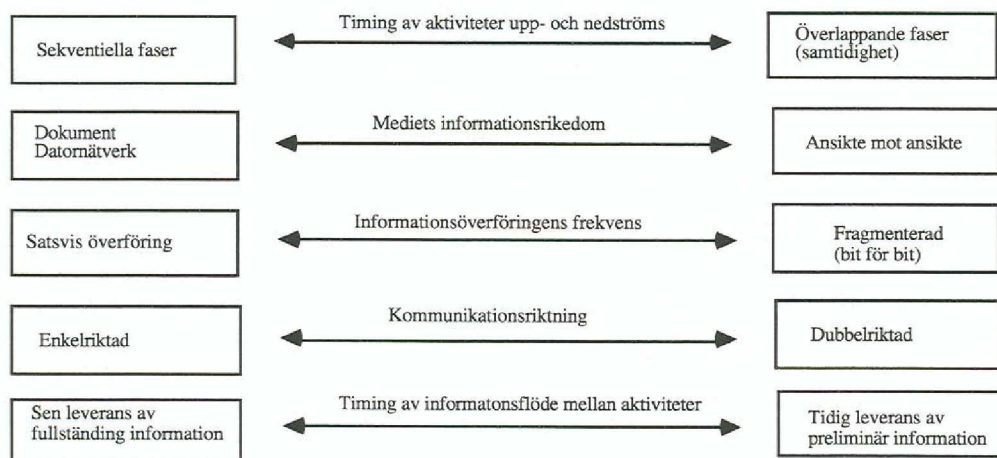 Timing av aktiviteter upp- och nedströms
Sekventiella faser
Överlappande faser
(samtidighet)
Mediets informationsrikedom
Dokument
Datornätverk
Ansikte mot ansikte
Informationsöverföringens frekvens
Satsvis överföring
Fragmenterad
(bit för bit)
Kommunikationsriktning
Enkelriktad
Dubbelriktad
Timing av informatonsflöde mellan aktiviteter
Sen leverans av
fullständing information
Tidig leverans av
preliminär information